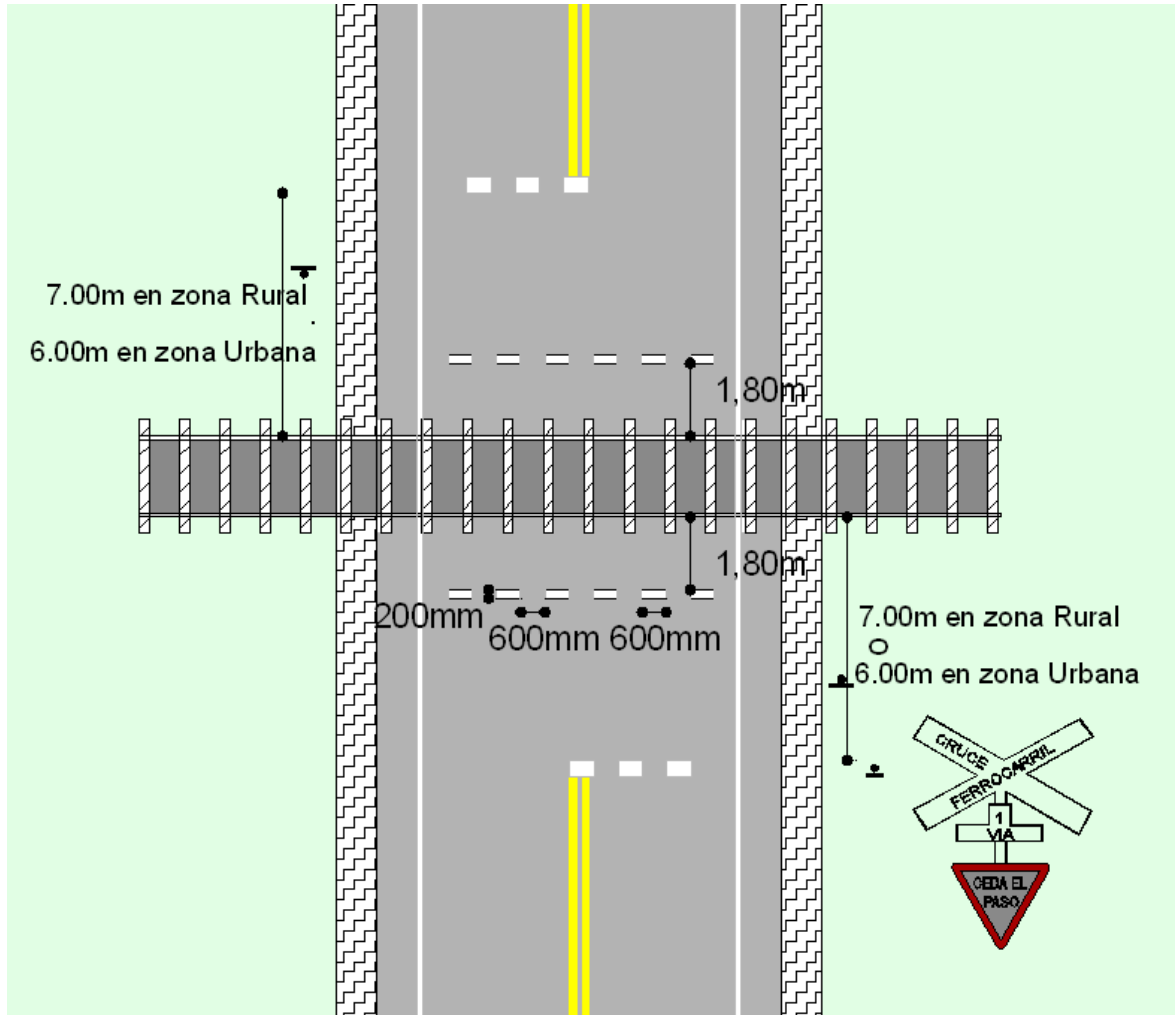 7.00m en zona Rural
6.00m en zona Urbana
1,80m
1,80m
200mm
600mm 600mm
7.00m en zona Rural
O
6.00m en zona Urbana
CRUCE
FERROCARRIL
1
VIA
CEDA EL
PASO